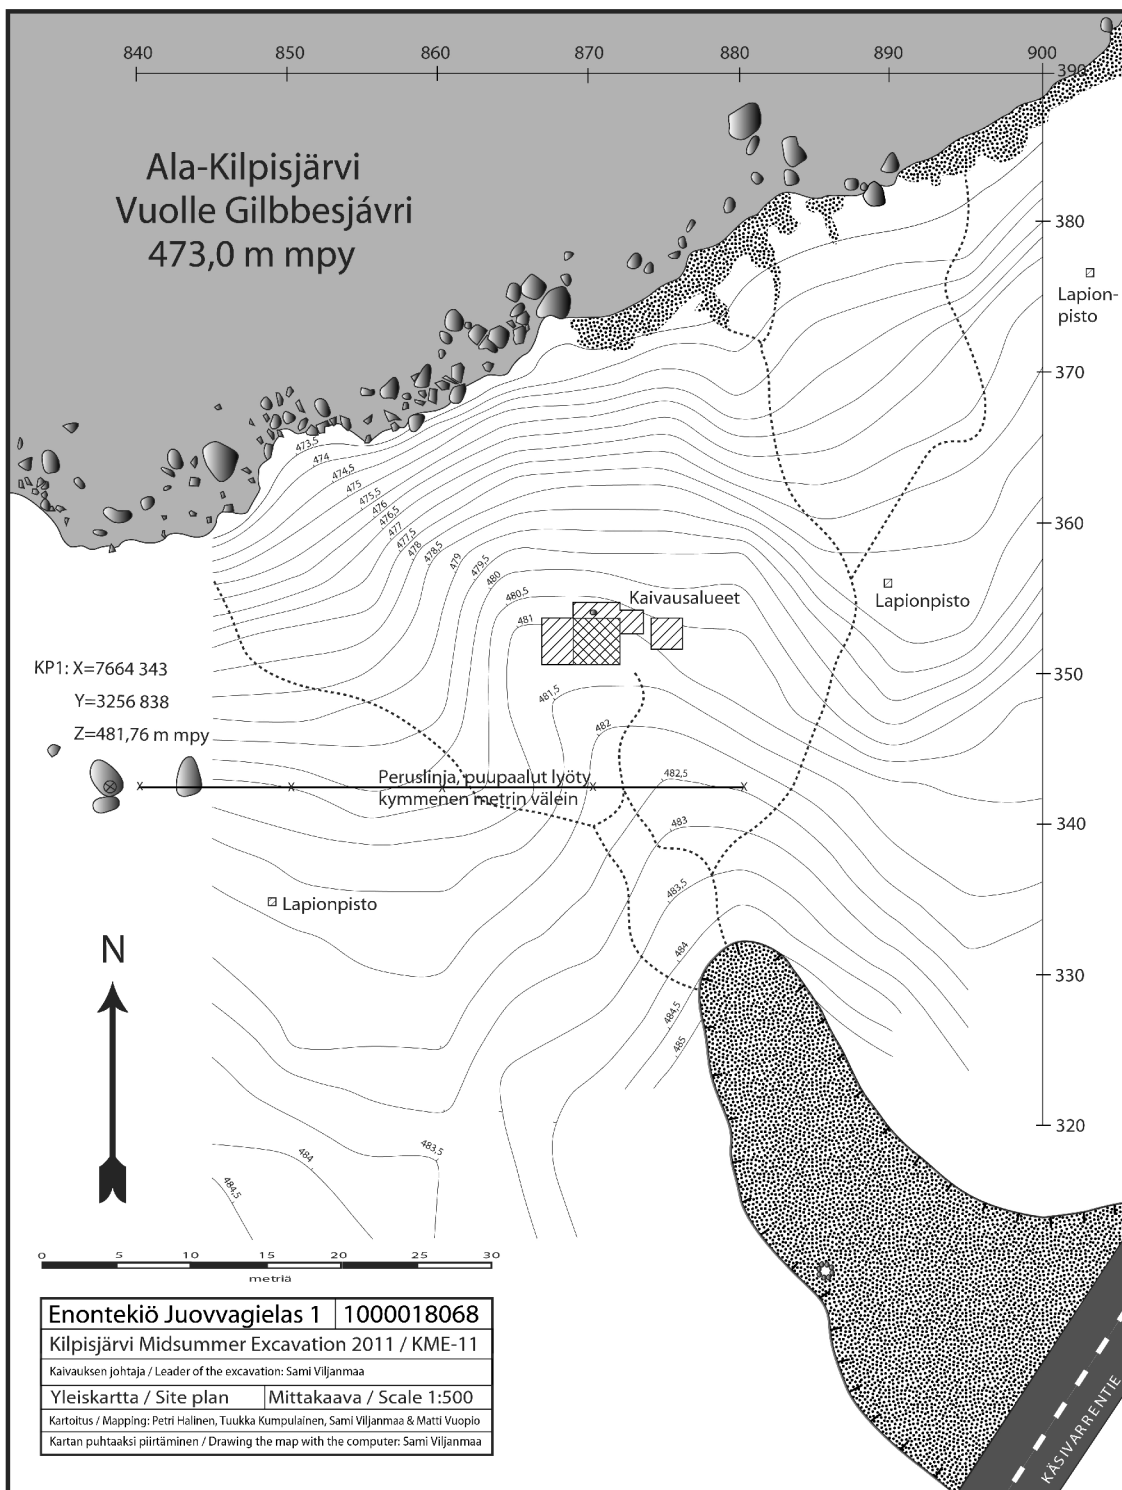 840 850 860 870 880 890 900
390
Ala-Kilpisjärvi
Vuolle Gilbbesjávri
473,0 m mpy
380
Lapion-
pisto
370
473,5
474
474,5
475
475,5
476
476,5
477
477,5
478
478,5
479
479,5
480
480,5
481
360
Kaivausalueet
Lapionpisto
KP1: X=7664 343
Y=3256 838
Z=481,76 m mpy
350
481,5
482
482,5
Peruslinja, puupaalut lyöty
kymmenen metrin välein
483
340
483,5
Lapionpisto
484
N
330
484,5
485
320
483,5
484
484,5
0 5 10 15 20 25 30
metriä
Enontekiö Juovvagielas 1 1000018068
Kilpisjärvi Midsummer Excavation 2011 / KME-11
Kaivauksen johtaja / Leader of the excavation: Sami Viljanmaa
Yleiskartta / Site plan Mittakaava / Scale 1:500
Kartoitus / Mapping: Petri Halinen, Tuukka Kumpulainen, Sami Viljanmaa & Matti Vuopio
Kartan puhtaaksi piirtäminen / Drawing the map with the computer: Sami Viljanmaa
KÄSIVARRENTIE